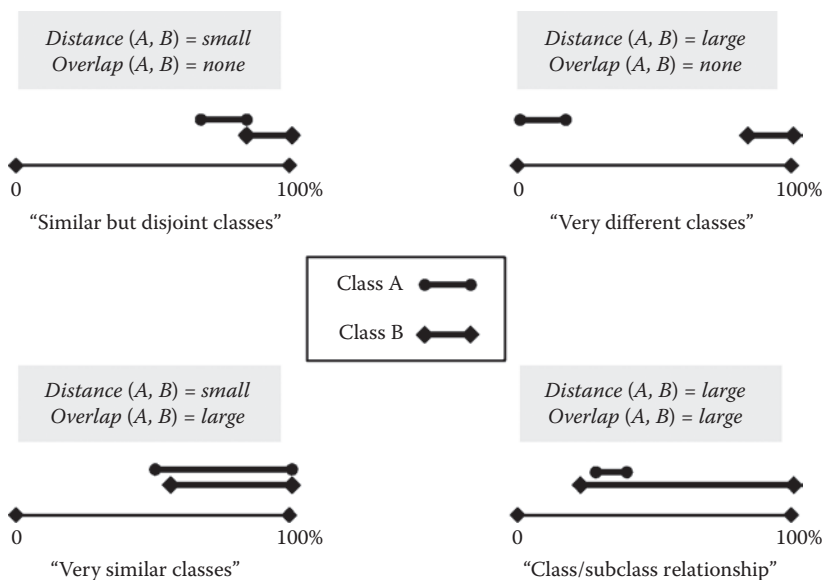 Distance (A, B) = small
Overlap (A, B) = none
0
100%
“Similar but disjoint classes”
Distance (A, B) = large
Overlap (A, B) = none
0
100%
“Very different classes”
Class A
Class B
Distance (A, B) = small
Overlap (A, B) = large
0
100%
“Very similar classes”
Distance (A, B) = large
Overlap (A, B) = large
0
100%
“Class/subclass relationship”